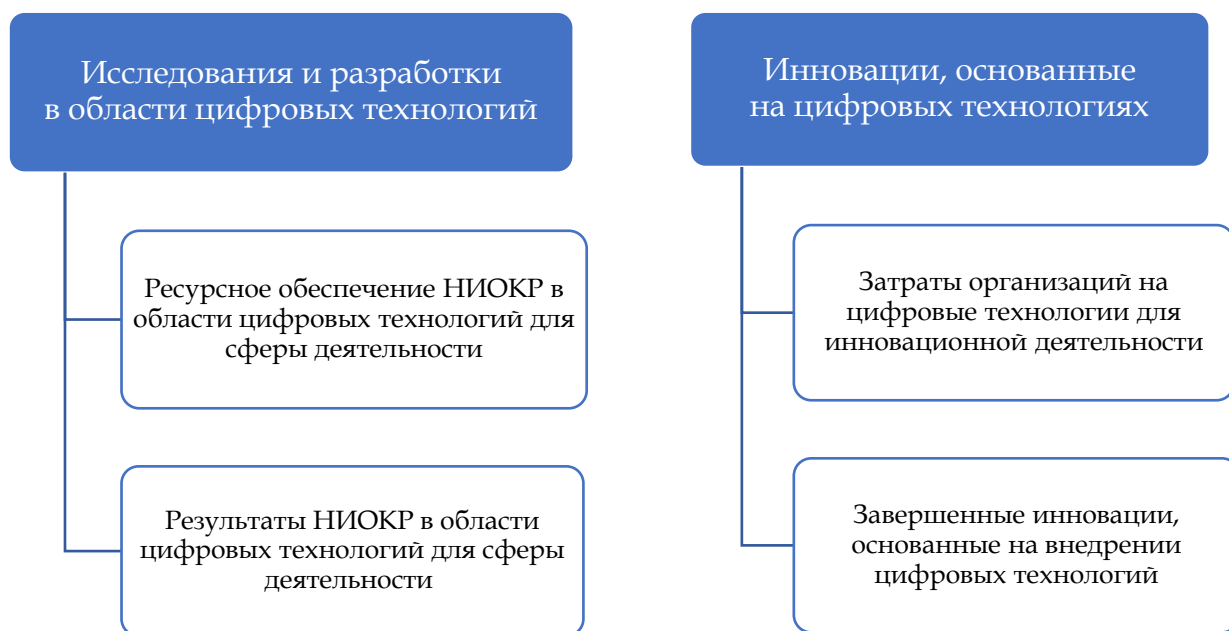 Исследования и разработки
в области цифровых технологий
Ресурсное обеспечение НИОКР в
области цифровых технологий для
сферы деятельности
Результаты НИОКР в области
цифровых технологий для сферы
деятельности
Инновации, основанные
на цифровых технологиях
Затраты организаций на
цифровые технологии для
инновационной деятельности
Завершенные инновации,
основанные на внедрении
цифровых технологий